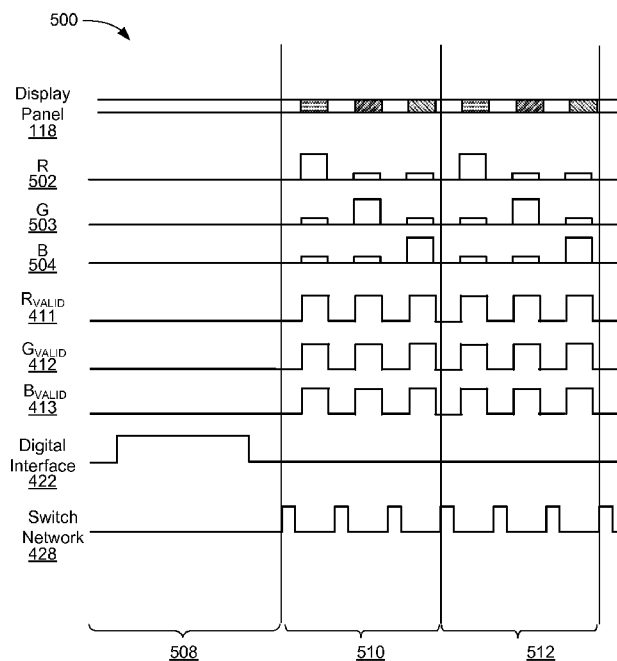 500
Display
Panel
118
R
502
G
503
B
504
RVALID
411
GVALID
412
BVALID
413
Digital
Interface
422
Switch
Network
428
508 510 512